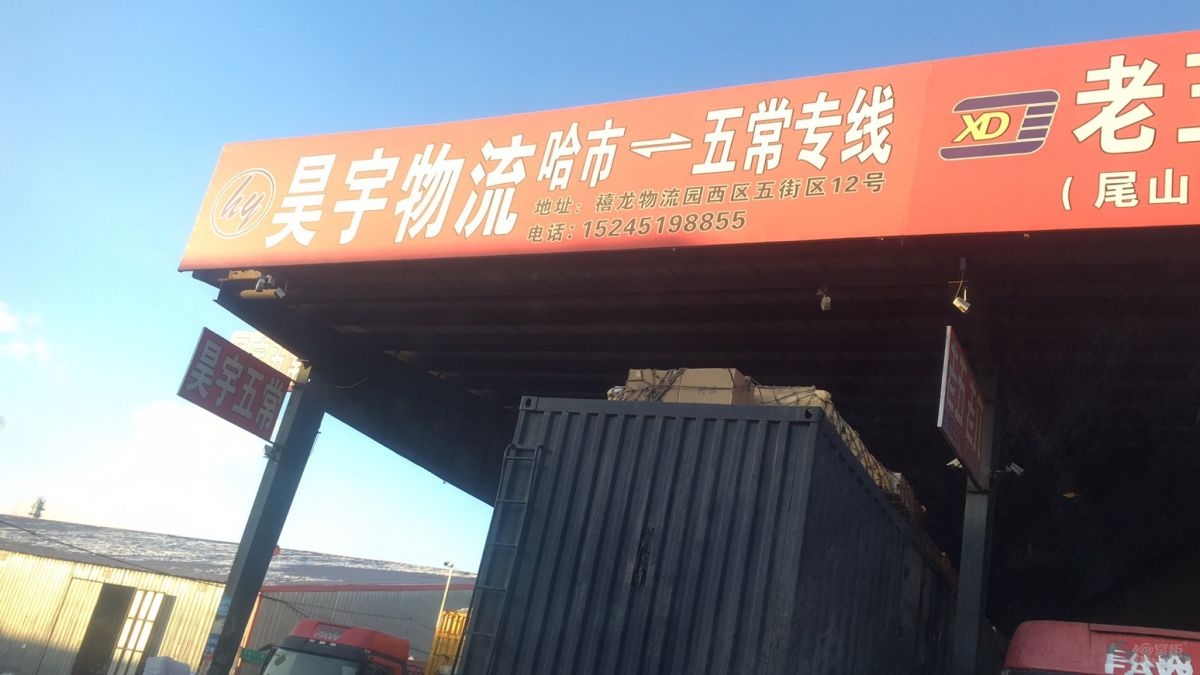 hy
昊宇物流
哈市⇌五常专线
地址：禧龙物流园西区五街区12号
电话：15245198855
XD
老
（尾山
昊宇五常
FAW